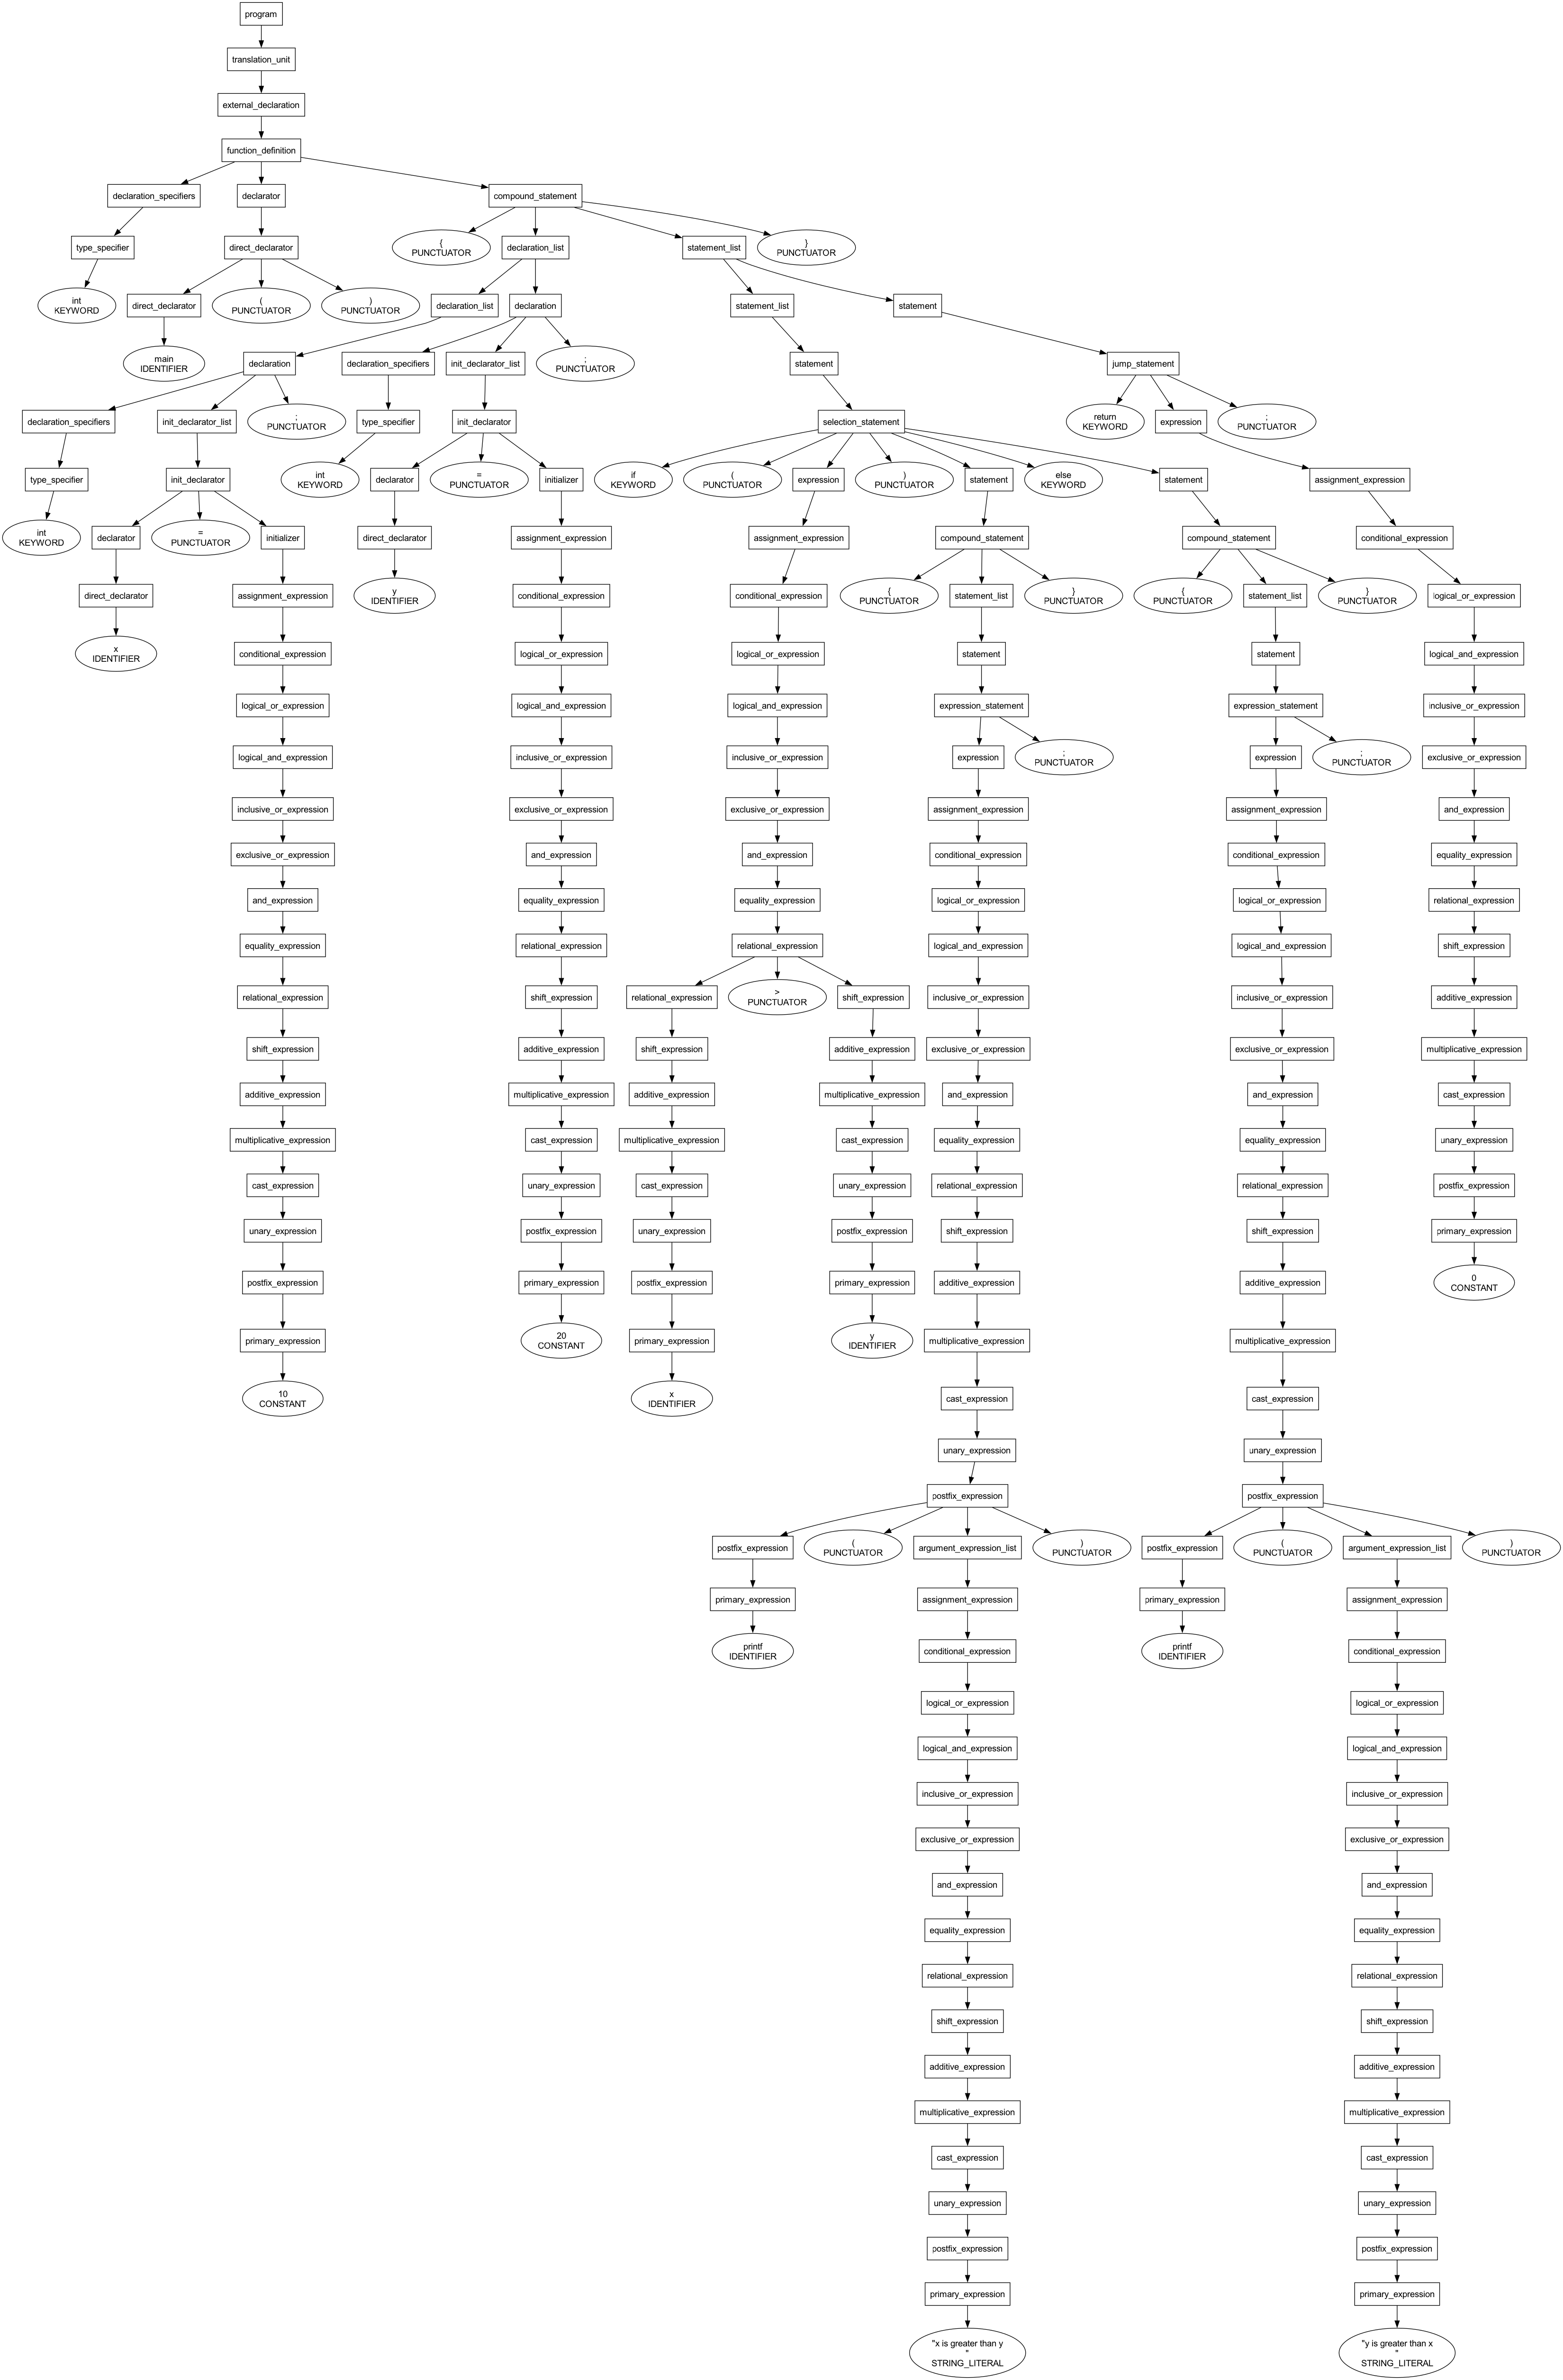 program
translation_unit
external_declaration
function_definition
declaration_specifiers
declarator
compound_statement
type_specifier
direct_declarator
{
PUNCTUATOR
declaration_list
statement_list
}
PUNCTUATOR
int
KEYWORD
direct_declarator
(
PUNCTUATOR
)
PUNCTUATOR
declaration_list
declaration
statement_list
statement
main
IDENTIFIER
declaration
declaration_specifiers
init_declarator_list
;
PUNCTUATOR
statement
jump_statement
declaration_specifiers
init_declarator_list
;
PUNCTUATOR
type_specifier
init_declarator
selection_statement
return
KEYWORD
expression
;
PUNCTUATOR
type_specifier
init_declarator
int
KEYWORD
declarator
=
PUNCTUATOR
initializer
if
KEYWORD
(
PUNCTUATOR
expression
)
PUNCTUATOR
statement
else
KEYWORD
statement
assignment_expression
int
KEYWORD
declarator
=
PUNCTUATOR
initializer
direct_declarator
assignment_expression
assignment_expression
compound_statement
compound_statement
conditional_expression
direct_declarator
assignment_expression
y
IDENTIFIER
conditional_expression
conditional_expression
{
PUNCTUATOR
statement_list
}
PUNCTUATOR
{
PUNCTUATOR
statement_list
}
PUNCTUATOR
logical_or_expression
x
IDENTIFIER
conditional_expression
logical_or_expression
logical_or_expression
statement
statement
logical_and_expression
logical_or_expression
logical_and_expression
logical_and_expression
expression_statement
expression_statement
inclusive_or_expression
logical_and_expression
inclusive_or_expression
inclusive_or_expression
expression
;
PUNCTUATOR
expression
;
PUNCTUATOR
exclusive_or_expression
inclusive_or_expression
exclusive_or_expression
exclusive_or_expression
assignment_expression
assignment_expression
and_expression
exclusive_or_expression
and_expression
and_expression
conditional_expression
conditional_expression
equality_expression
and_expression
equality_expression
equality_expression
logical_or_expression
logical_or_expression
relational_expression
equality_expression
relational_expression
relational_expression
logical_and_expression
logical_and_expression
shift_expression
relational_expression
shift_expression
relational_expression
>
PUNCTUATOR
shift_expression
inclusive_or_expression
inclusive_or_expression
additive_expression
shift_expression
additive_expression
shift_expression
additive_expression
exclusive_or_expression
exclusive_or_expression
multiplicative_expression
additive_expression
multiplicative_expression
additive_expression
multiplicative_expression
and_expression
and_expression
cast_expression
multiplicative_expression
cast_expression
multiplicative_expression
cast_expression
equality_expression
equality_expression
unary_expression
cast_expression
unary_expression
cast_expression
unary_expression
relational_expression
relational_expression
postfix_expression
unary_expression
postfix_expression
unary_expression
postfix_expression
shift_expression
shift_expression
primary_expression
postfix_expression
primary_expression
postfix_expression
primary_expression
additive_expression
additive_expression
0
CONSTANT
primary_expression
20
CONSTANT
primary_expression
y
IDENTIFIER
multiplicative_expression
multiplicative_expression
10
CONSTANT
x
IDENTIFIER
cast_expression
cast_expression
unary_expression
unary_expression
postfix_expression
postfix_expression
postfix_expression
(
PUNCTUATOR
argument_expression_list
)
PUNCTUATOR
postfix_expression
(
PUNCTUATOR
argument_expression_list
)
PUNCTUATOR
primary_expression
assignment_expression
primary_expression
assignment_expression
printf
IDENTIFIER
conditional_expression
printf
IDENTIFIER
conditional_expression
logical_or_expression
logical_or_expression
logical_and_expression
logical_and_expression
inclusive_or_expression
inclusive_or_expression
exclusive_or_expression
exclusive_or_expression
and_expression
and_expression
equality_expression
equality_expression
relational_expression
relational_expression
shift_expression
shift_expression
additive_expression
additive_expression
multiplicative_expression
multiplicative_expression
cast_expression
cast_expression
unary_expression
unary_expression
postfix_expression
postfix_expression
primary_expression
primary_expression
"x is greater than y
"
STRING_LITERAL
"y is greater than x
"
STRING_LITERAL